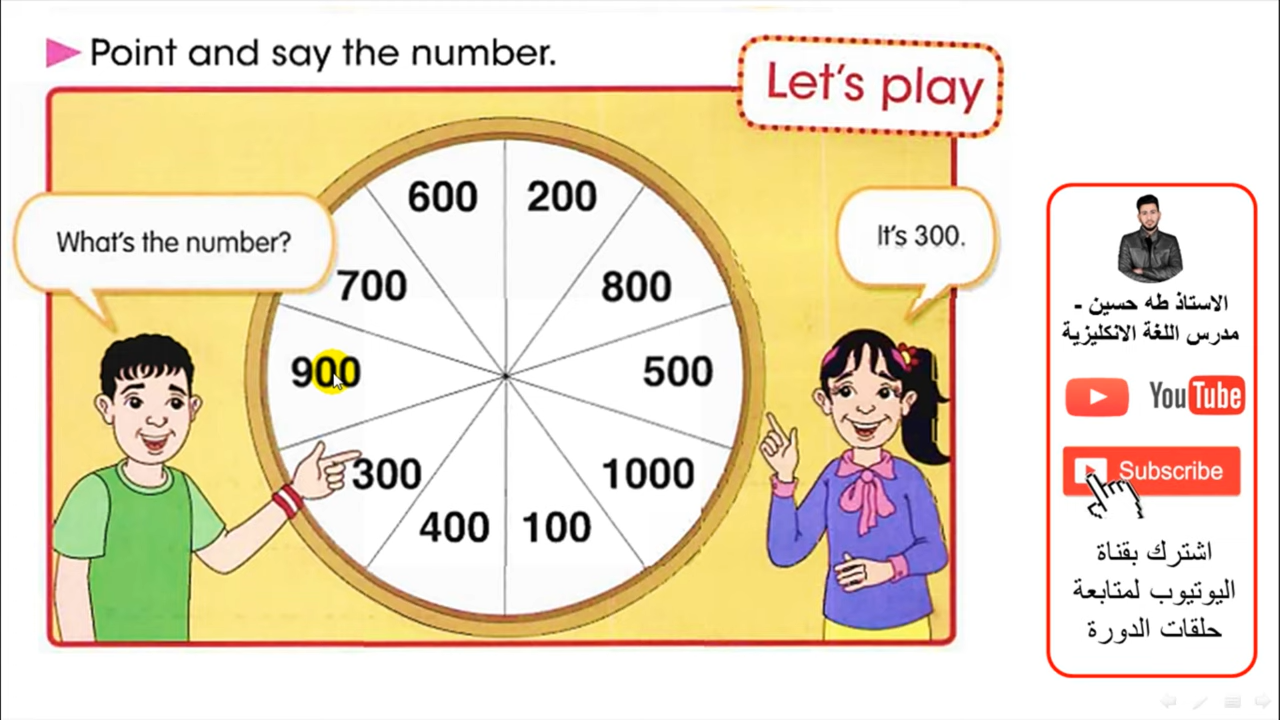 Point and say the number.
Let's play
What's the number?
It's 300.
600
200
700
800
900
500
300
1000
400
100
الاستاذ طه حسين -
مدرس اللغة الانكليزية
YouTube
Subscribe
اشترك بقناة
اليوتيوب لمتابعة
حلقات الدورة